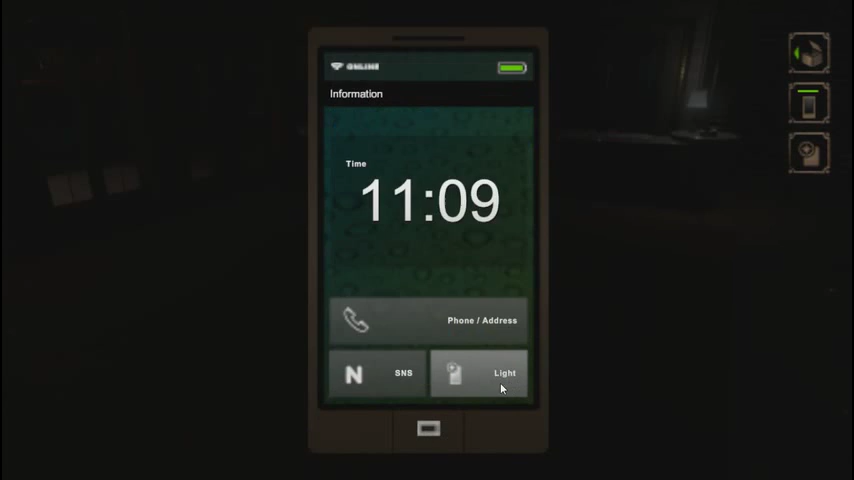 ONLINE
Information
Time
11:09
Phone / Address
N SNS
Light